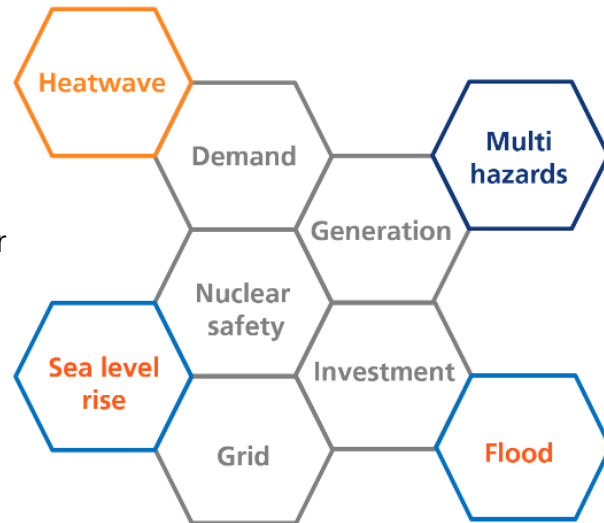 Heatwave
Demand
Multi
hazards
Generation
r
Nuclear
safety
Sea level
rise
Investment
Grid
Flood